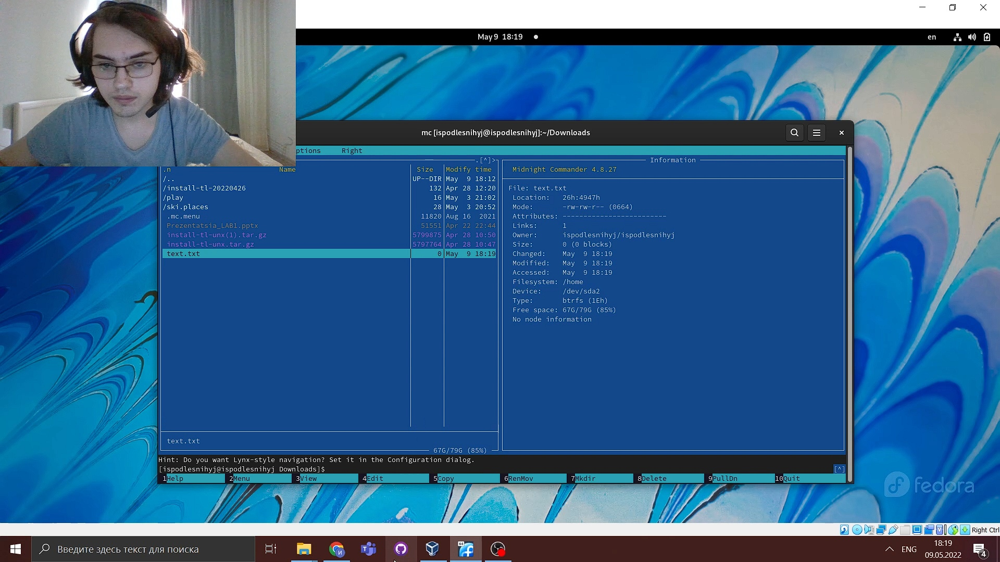 May 9 18:19
en
mc [ispodlesnihyj@ispodlesnihyj]:~/Downloads
ptions Right
.[^]>
.n Name Size Modify time
/.. UP--DIR May 9 18:12
/install-tl-20220426 132 Apr 28 12:20
/play 16 May 3 21:02
/ski.places 28 May 3 20:52
.mc.menu 11820 Aug 16 2021
Prezentatsia_LAB1.pptx 51551 Apr 22 22:44
install-tl-unx(1).tar.gz 5799875 Apr 28 10:50
install-tl-unx.tar.gz 5797764 Apr 28 10:47
text.txt 0 May 9 18:19
text.txt
67G/79G (85%)
Information
Midnight Commander 4.8.27
File: text.txt
Location: 26h:4947h
Mode: -rw-rw-r-- (0664)
Attributes: -------------------------
Links: 1
Owner: ispodlesnihyj/ispodlesnihyj
Size: 0 (0 blocks)
Changed: May 9 18:19
Modified: May 9 18:19
Accessed: May 9 18:19
Filesystem: /home
Device: /dev/sda2
Type: btrfs (1Eh)
Free space: 67G/79G (85%)
No node information
Hint: Do you want Lynx-style navigation? Set it in the Configuration dialog.
[ispodlesnihyj@ispodlesnihyj Downloads]$ [^]
1Help 2Menu 3View 4Edit 5Copy 6RenMov 7Mkdir 8Delete 9PullDn 10Quit
fedora
Right Ctrl
Введите здесь текст для поиска
64
ENG
18:19
09.05.2022
4